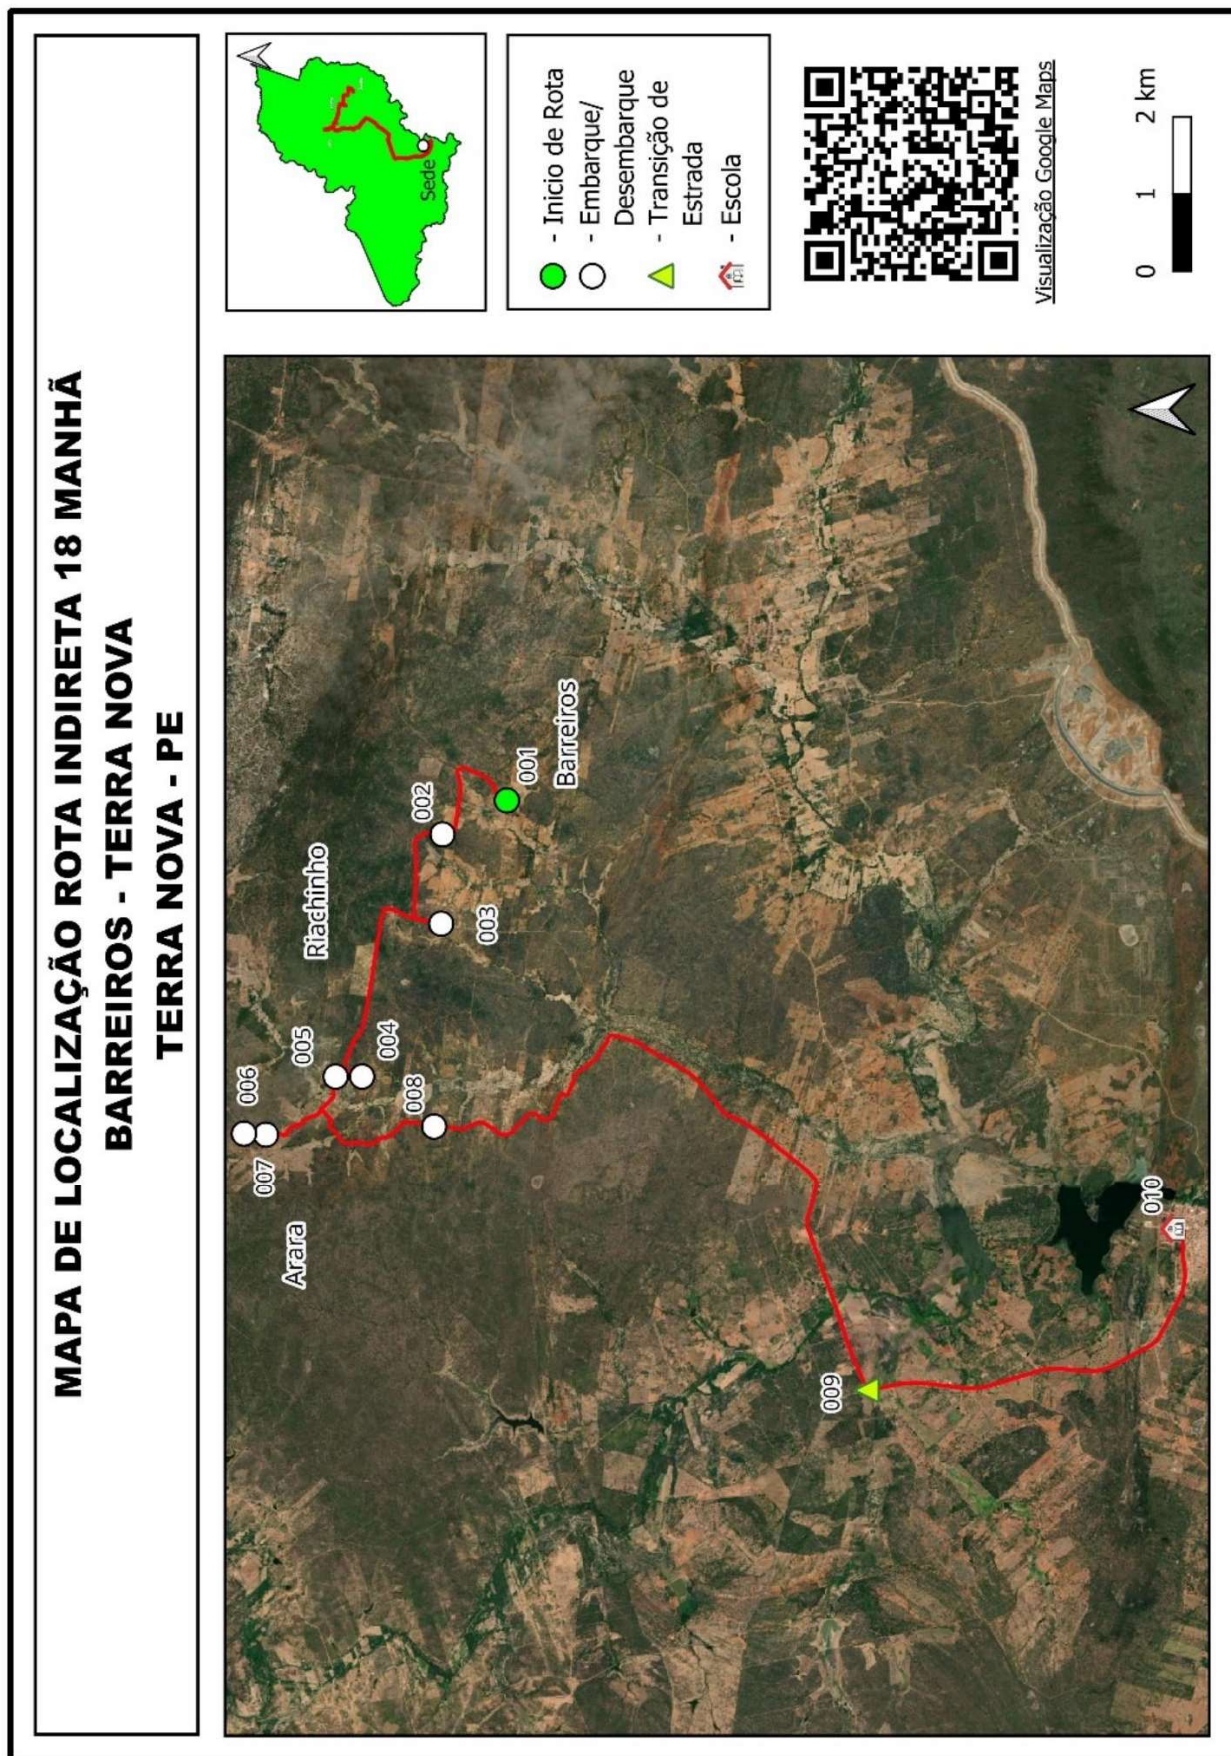 MAPA DE LOCALIZAÇÃO ROTA INDIRETA 18 MANHÃ
BARREIROS - TERRA NOVA
TERRA NOVA - PE
006
007
005
004
Riachinho
002
001
003
008
Arara
Barreiros
009
010
Sede
- Inicio de Rota
- Embarque/
Desembarque
- Transição de
Estrada
- Escola
Visualização Google Maps
0 1 2 km